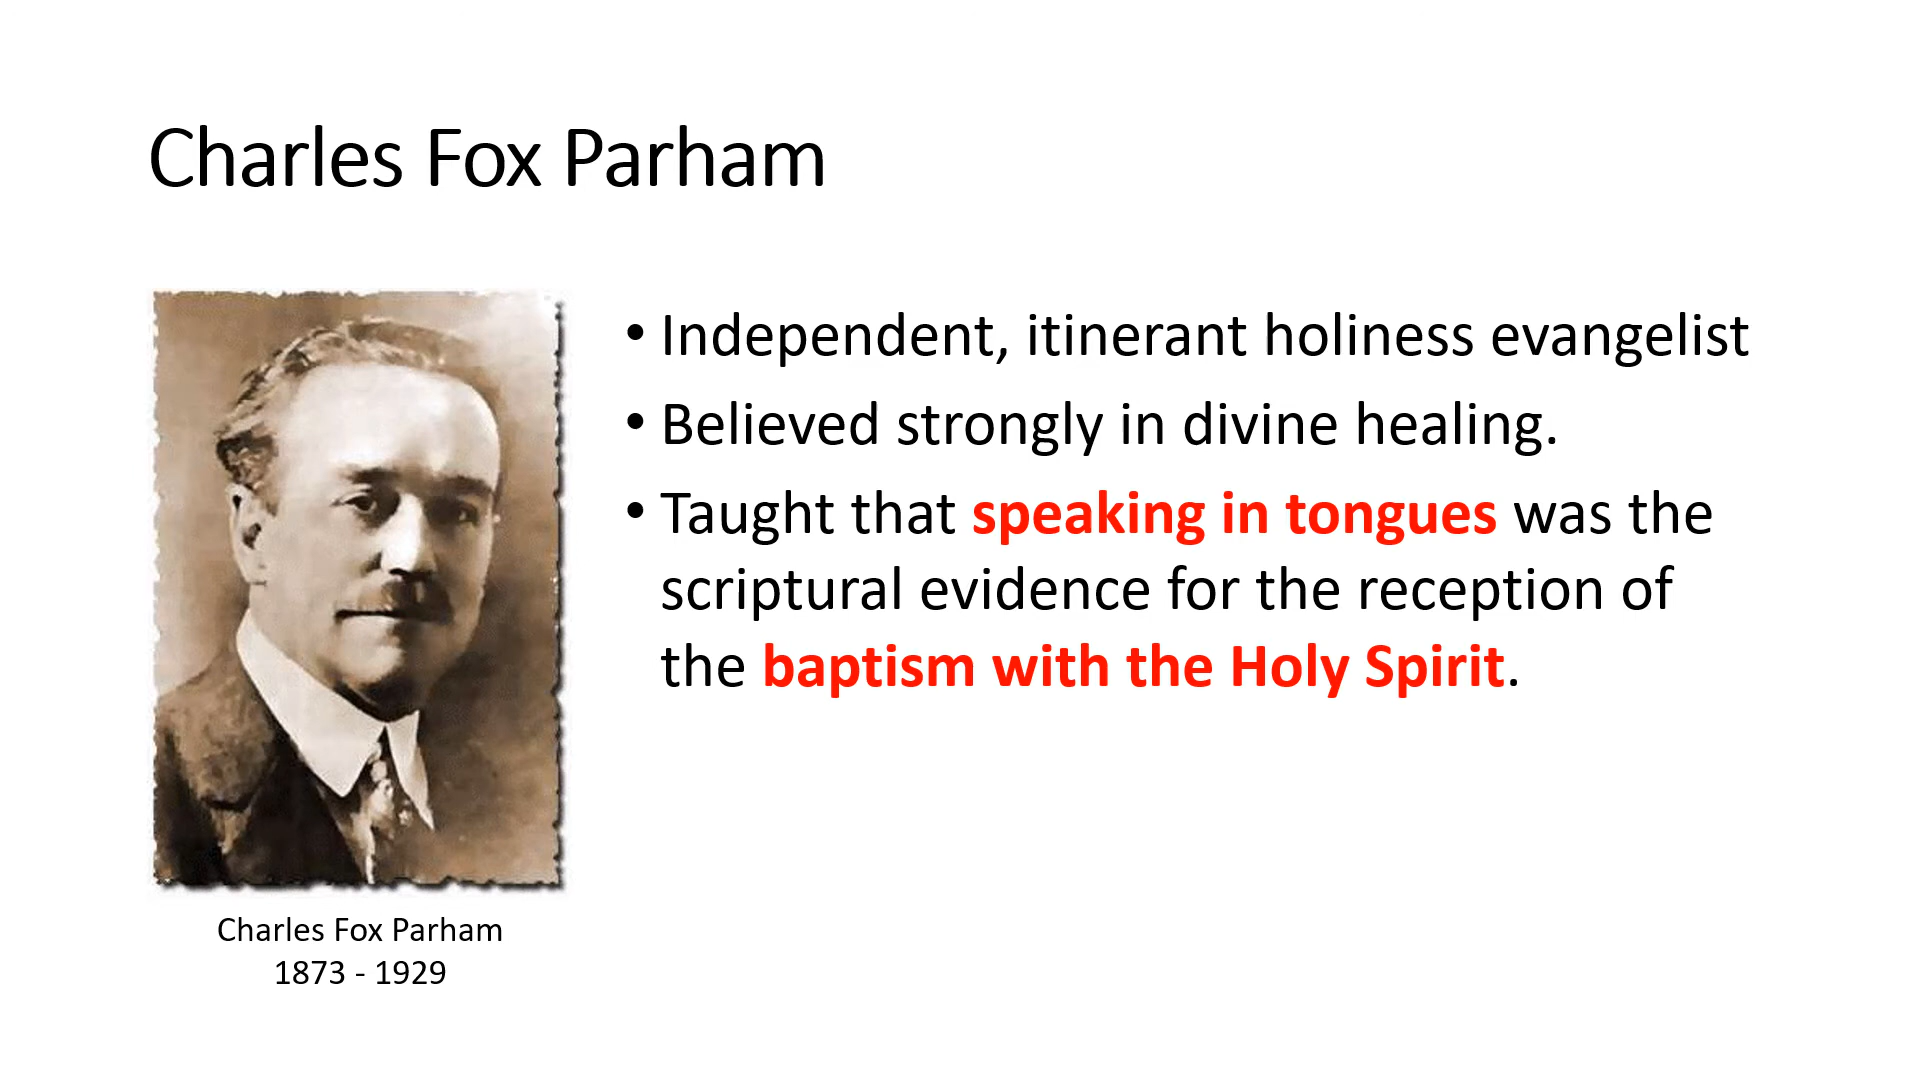 Charles Fox Parham
• Independent, itinerant holiness evangelist
• Believed strongly in divine healing.
• Taught that speaking in tongues was the
scriptural evidence for the reception of
the baptism with the Holy Spirit.
Charles Fox Parham
1873 - 1929